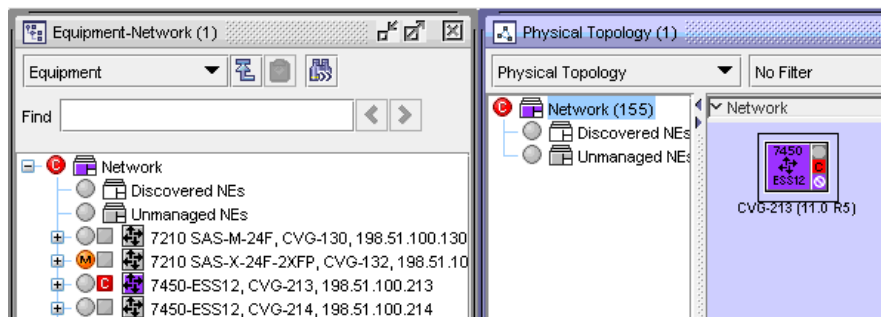 Equipment-Network (1)
Equipment
Find
C Network
Discovered NEs
Unmanaged NEs
7210 SAS-M-24F, CVG-130, 198.51.100.130
M 7210 SAS-X-24F-2XFP, CVG-132, 198.51.10
C 7450-ESS12, CVG-213, 198.51.100.213
7450-ESS12, CVG-214, 198.51.100.214
Physical Topology (1)
Physical Topology
No Filter
C Network (155)
Discovered NEs
Unmanaged NEs
Network
7450
C
ESS12
CVG-213 (11.0 R5)